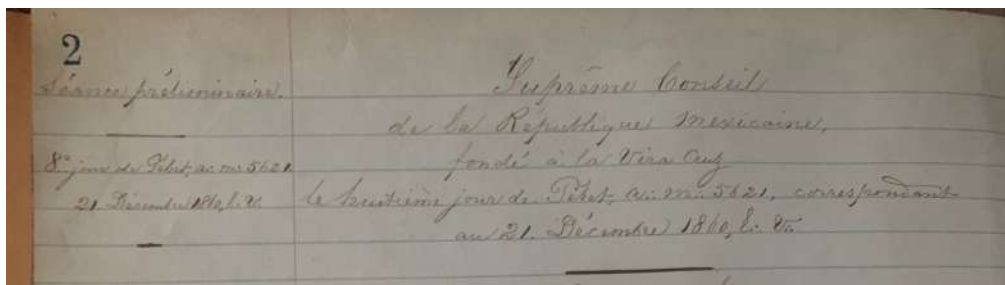 2
Séance préliminaire.
Suprême Conseil
de la République Mexicaine,
8e jour de Tébet, a∴ m∴ 5621
fondé à la Vera Cruz
21 Décembre 1860, è. V.
le huitième jour de Tébet, a∴ m∴ 5621, correspondant
au 21 Décembre 1860, è∴ V∴